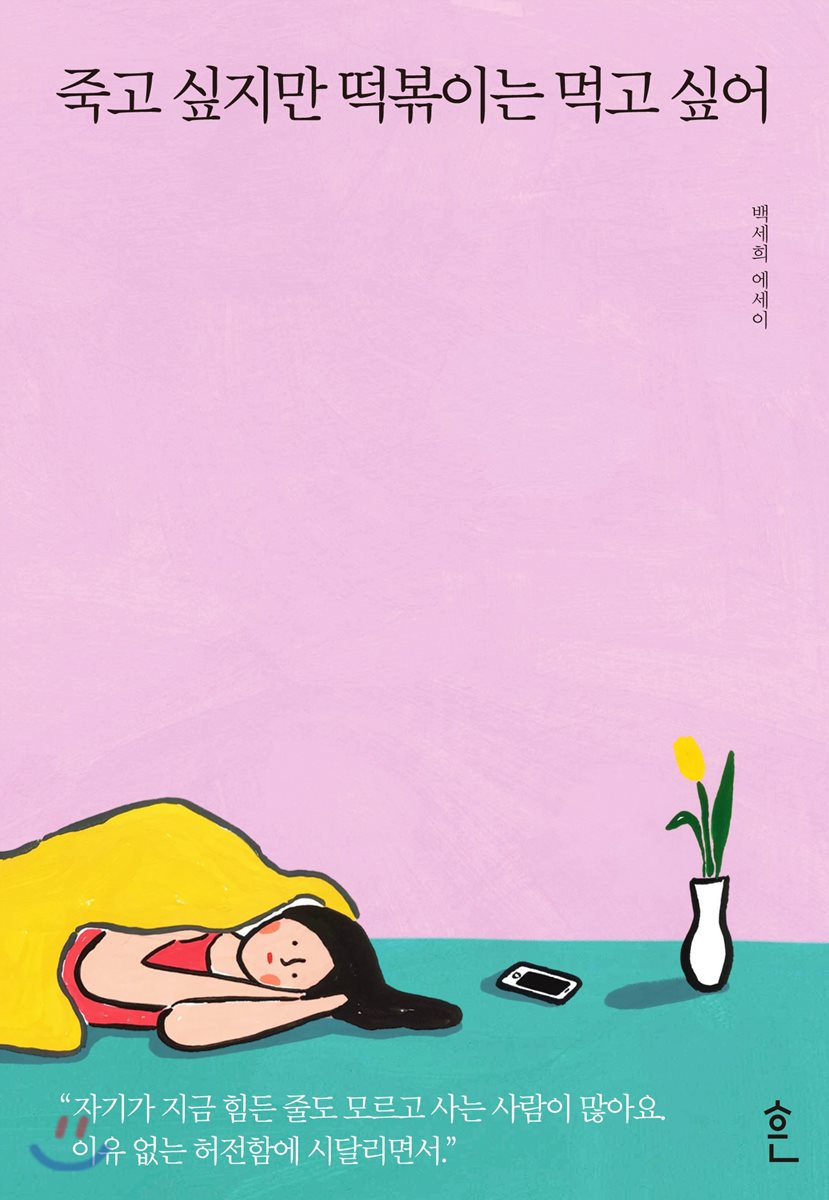 죽고 싶지만 떡볶이는 먹고 싶어
백세희 에세이
“자기가 지금 힘든 줄도 모르고 사는 사람이 많아요.
이유 없는 허전함에 시달리면서.”
흔